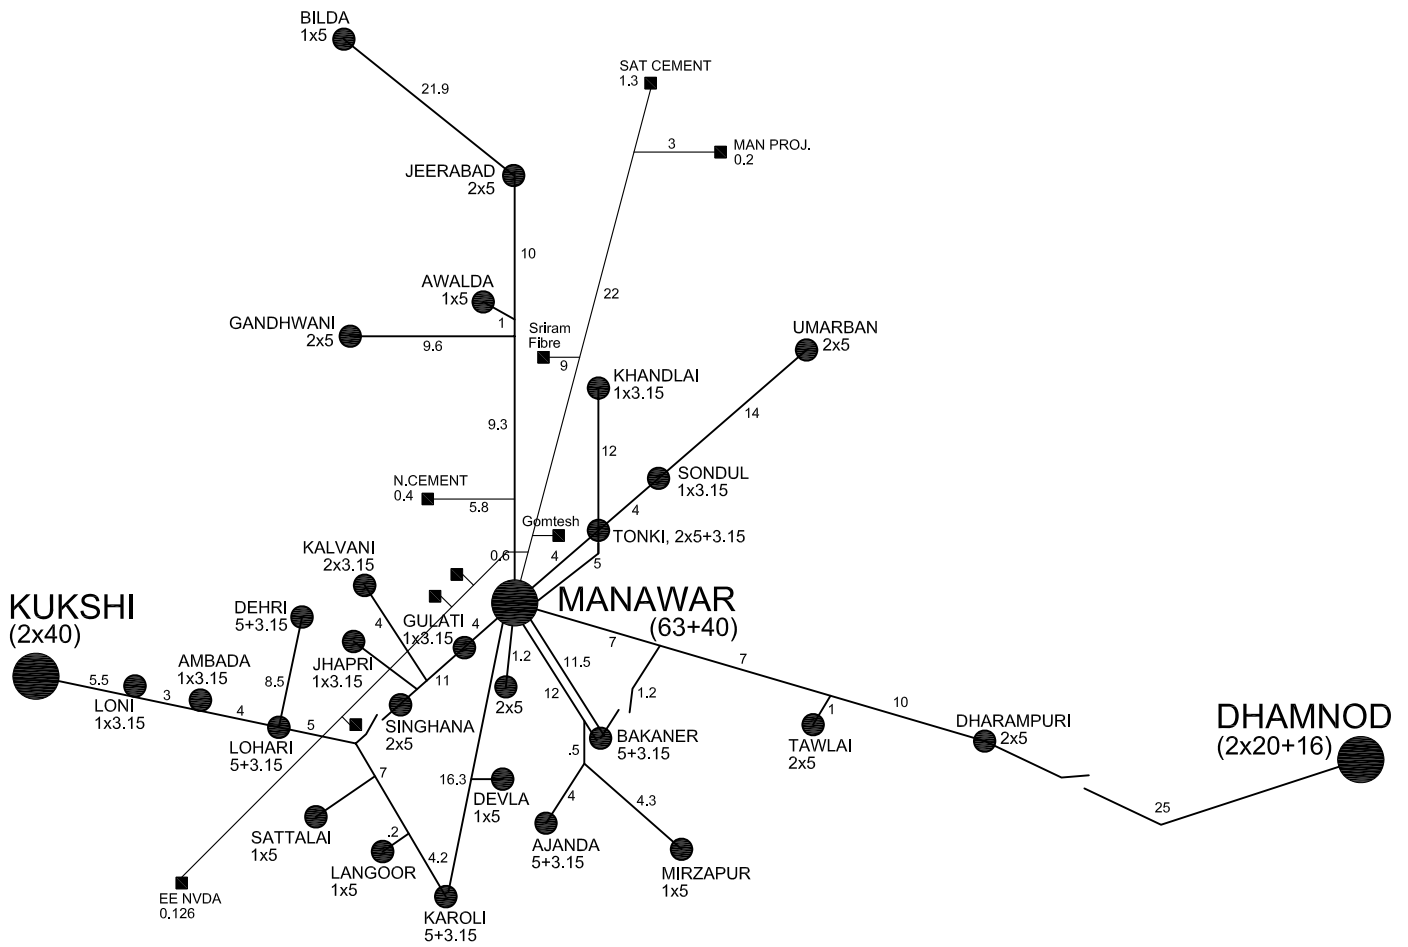 BILDA
1x5
21.9
SAT CEMENT
1.3
3
MAN PROJ.
0.2
JEERABAD
2x5
10
22
AWALDA
1x5
1
GANDHWANI
2x5
9.6
Sriram
Fibre
9
UMARBAN
2x5
KHANDLAI
1x3.15
14
9.3
12
N.CEMENT
0.4
5.8
SONDUL
1x3.15
4
Gomtesh
TONKI, 2x5+3.15
4
5
0.6
KALVANI
2x3.15
4
KUKSHI
(2x40)
DEHRI
5+3.15
8.5
GULATI
1x3.15
4
MANAWAR
(63+40)
7
7
JHAPRI
1x3.15
11
1.2
11.5
12
1.2
AMBADA
1x3.15
5.5
3
4
LONI
1x3.15
LOHARI
5+3.15
5
SINGHANA
2x5
2x5
BAKANER
5+3.15
.5
10
1
TAWLAI
2x5
DHARAMPURI
2x5
DHAMNOD
(2x20+16)
25
7
16.3
DEVLA
1x5
4
4.3
SATTALAI
1x5
.2
LANGOOR
1x5
4.2
AJANDA
5+3.15
MIRZAPUR
1x5
EE NVDA
0.126
KAROLI
5+3.15